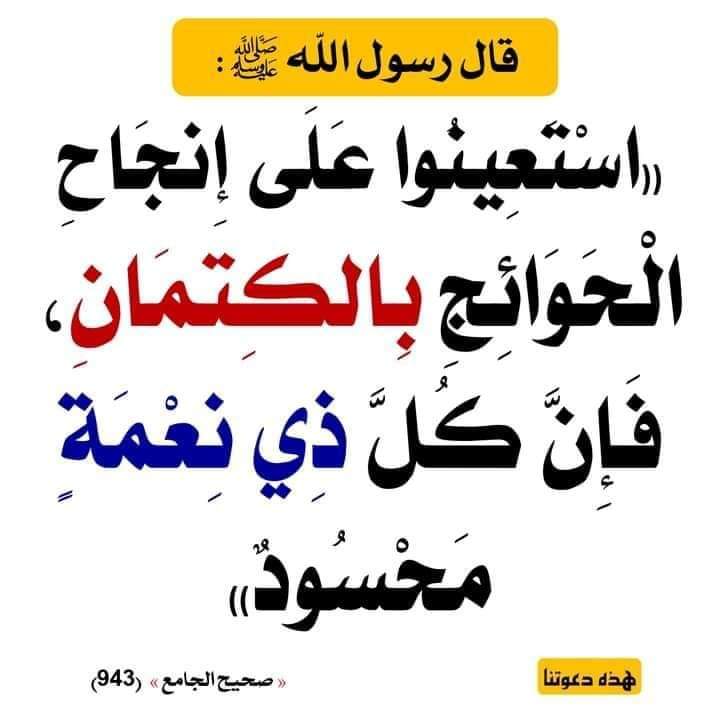 قال رسول الله ﷺ :
((اسْتَعِينُوا عَلَى إِنجَاحِ
الْحَوَائِجِ بِالكِتِمَانِ،
فَإِنَّ كُلَّ ذِي نِعْمَةٍ
مَحْسُودٌ))
« صحيح الجامع » (943)
هذه دعوتنا